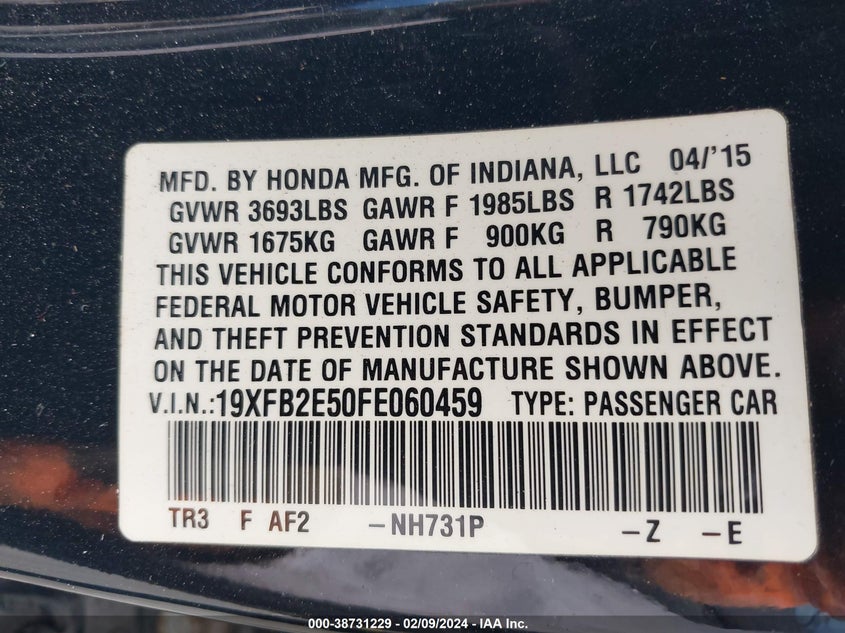 MFD. BY HONDA MFG. OF INDIANA, LLC 04/'15
GVWR 3693LBS GAWR F 1985LBS R 1742LBS
GVWR 1675KG GAWR F 900KG R 790KG
THIS VEHICLE CONFORMS TO ALL APPLICABLE
FEDERAL MOTOR VEHICLE SAFETY, BUMPER,
AND THEFT PREVENTION STANDARDS IN EFFECT
ON THE DATE OF MANUFACTURE SHOWN ABOVE.
V.I.N.:19XFB2E50FE060459 TYPE: PASSENGER CAR
TR3 F AF2 -NH731P -Z -E
000-38731229 - 02/09/2024 - IAA Inc.